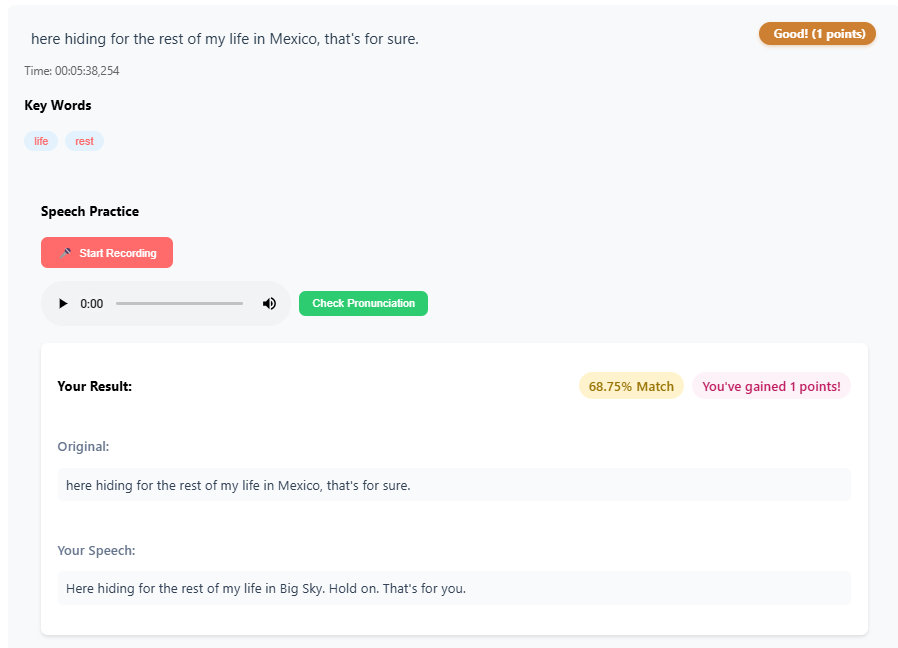 here hiding for the rest of my life in Mexico, that's for sure.
Good! (1 points)
Time: 00:05:38,254
Key Words
life rest
Speech Practice
Start Recording
0:00
Check Pronunciation
Your Result:
68.75% Match
You've gained 1 points!
Original:
here hiding for the rest of my life in Mexico, that's for sure.
Your Speech:
Here hiding for the rest of my life in Big Sky. Hold on. That's for you.